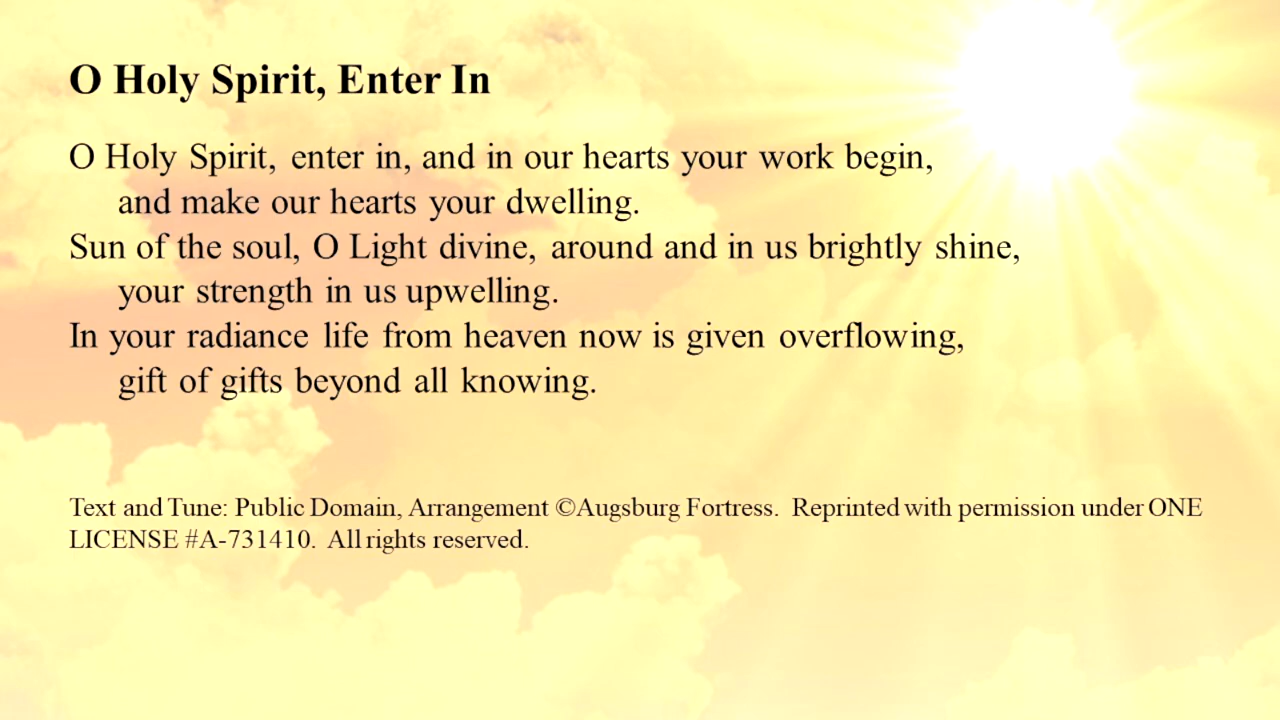 O Holy Spirit, Enter In
O Holy Spirit, enter in, and in our hearts your work begin,
and make our hearts your dwelling.
Sun of the soul, O Light divine, around and in us brightly shine,
your strength in us upwelling.
In your radiance life from heaven now is given overflowing,
gift of gifts beyond all knowing.
Text and Tune: Public Domain, Arrangement ©Augsburg Fortress. Reprinted with permission under ONE
LICENSE #A-731410. All rights reserved.